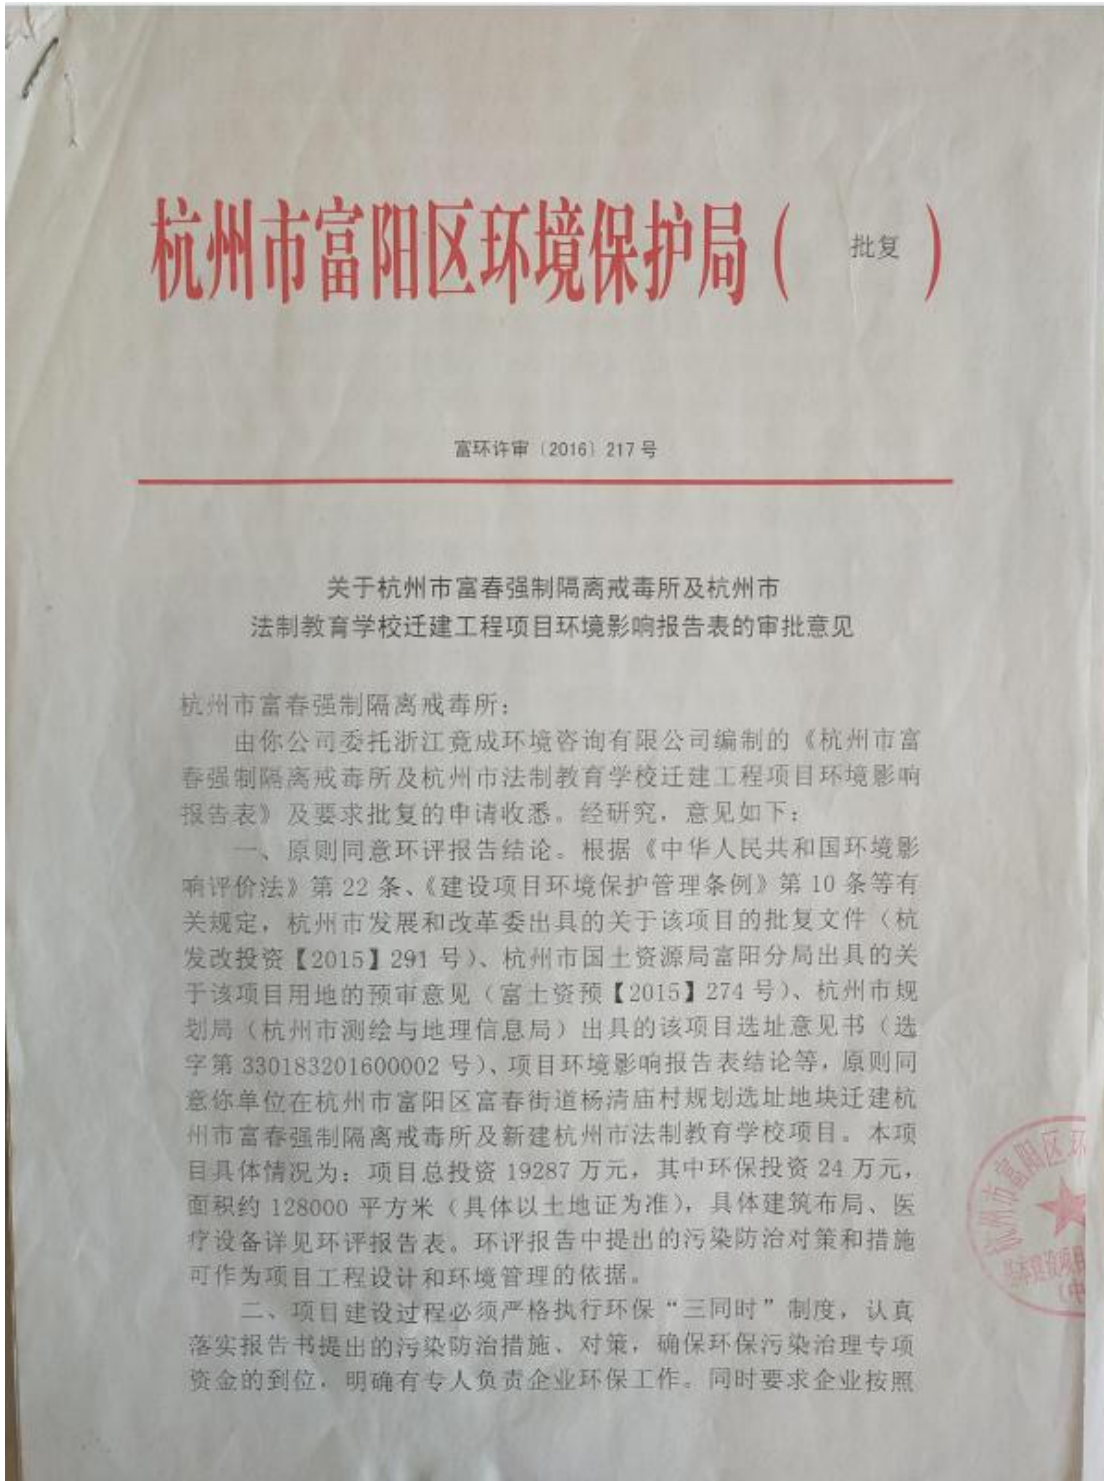 杭州市富阳区环境保护局（批复）
富环许审〔2016〕217号
关于杭州市富春强制隔离戒毒所及杭州市
法制教育学校迁建工程项目环境影响报告表的审批意见
杭州市富春强制隔离戒毒所：
由你公司委托浙江竟成环境咨询有限公司编制的《杭州市富
春强制隔离戒毒所及杭州市法制教育学校迁建工程项目环境影响
报告表》及要求批复的申请收悉。经研究，意见如下：
一、原则同意环评报告结论。根据《中华人民共和国环境影
响评价法》第22条、《建设项目环境保护管理条例》第10条等有
关规定，杭州市发展和改革委出具的关于该项目的批复文件（杭
发改投资【2015】291号）、杭州市国土资源局富阳分局出具的关
于该项目用地的预审意见（富土资预【2015】274号）、杭州市规
划局（杭州市测绘与地理信息局）出具的该项目选址意见书（选
字第330183201600002号）、项目环境影响报告表结论等，原则同
意你单位在杭州市富阳区富春街道杨清庙村规划选址地块迁建杭
州市富春强制隔离戒毒所及新建杭州市法制教育学校项目。本项
目具体情况为：项目总投资19287万元，其中环保投资24万元，
面积约128000平方米（具体以土地证为准），具体建筑布局、医
疗设备详见环评报告表。环评报告中提出的污染防治对策和措施
可作为项目工程设计和环境管理的依据。
二、项目建设过程必须严格执行环保“三同时”制度，认真
落实报告书提出的污染防治措施、对策，确保环保污染治理专项
资金的到位，明确有专人负责企业环保工作。同时要求企业按照
杭州市富阳区环